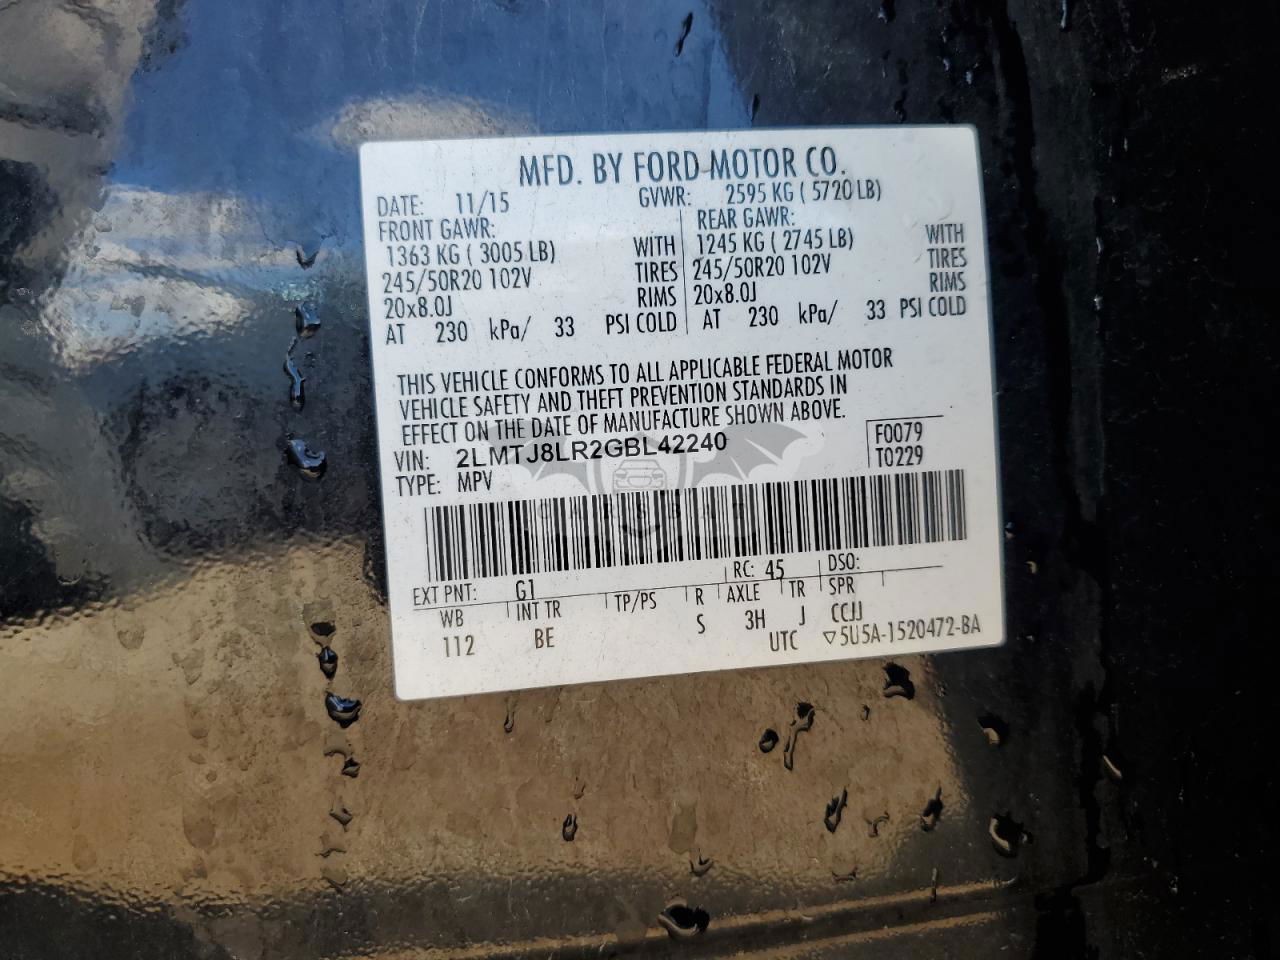 MFD. BY FORD MOTOR CO.
DATE: 11/15 GVWR: 2595 KG ( 5720 LB)
FRONT GAWR: REAR GAWR:
1363 KG ( 3005 LB) WITH 1245 KG ( 2745 LB) WITH
245/50R20 102V TIRES 245/50R20 102V TIRES
20x8.0J RIMS 20x8.0J RIMS
AT 230 kPa/ 33 PSI COLD AT 230 kPa/ 33 PSI COLD
THIS VEHICLE CONFORMS TO ALL APPLICABLE FEDERAL MOTOR
VEHICLE SAFETY AND THEFT PREVENTION STANDARDS IN
EFFECT ON THE DATE OF MANUFACTURE SHOWN ABOVE.
VIN: 2LMTJ8LR2GBL42240 F0079
TYPE: MPV T0229
CARSBAT
EXT PNT: G1 RC: 45 DSO:
WB INT TR TP/PS R AXLE TR SPR
112 BE S 3H J CCJJ
UTC ▽5U5A-1520472-BA